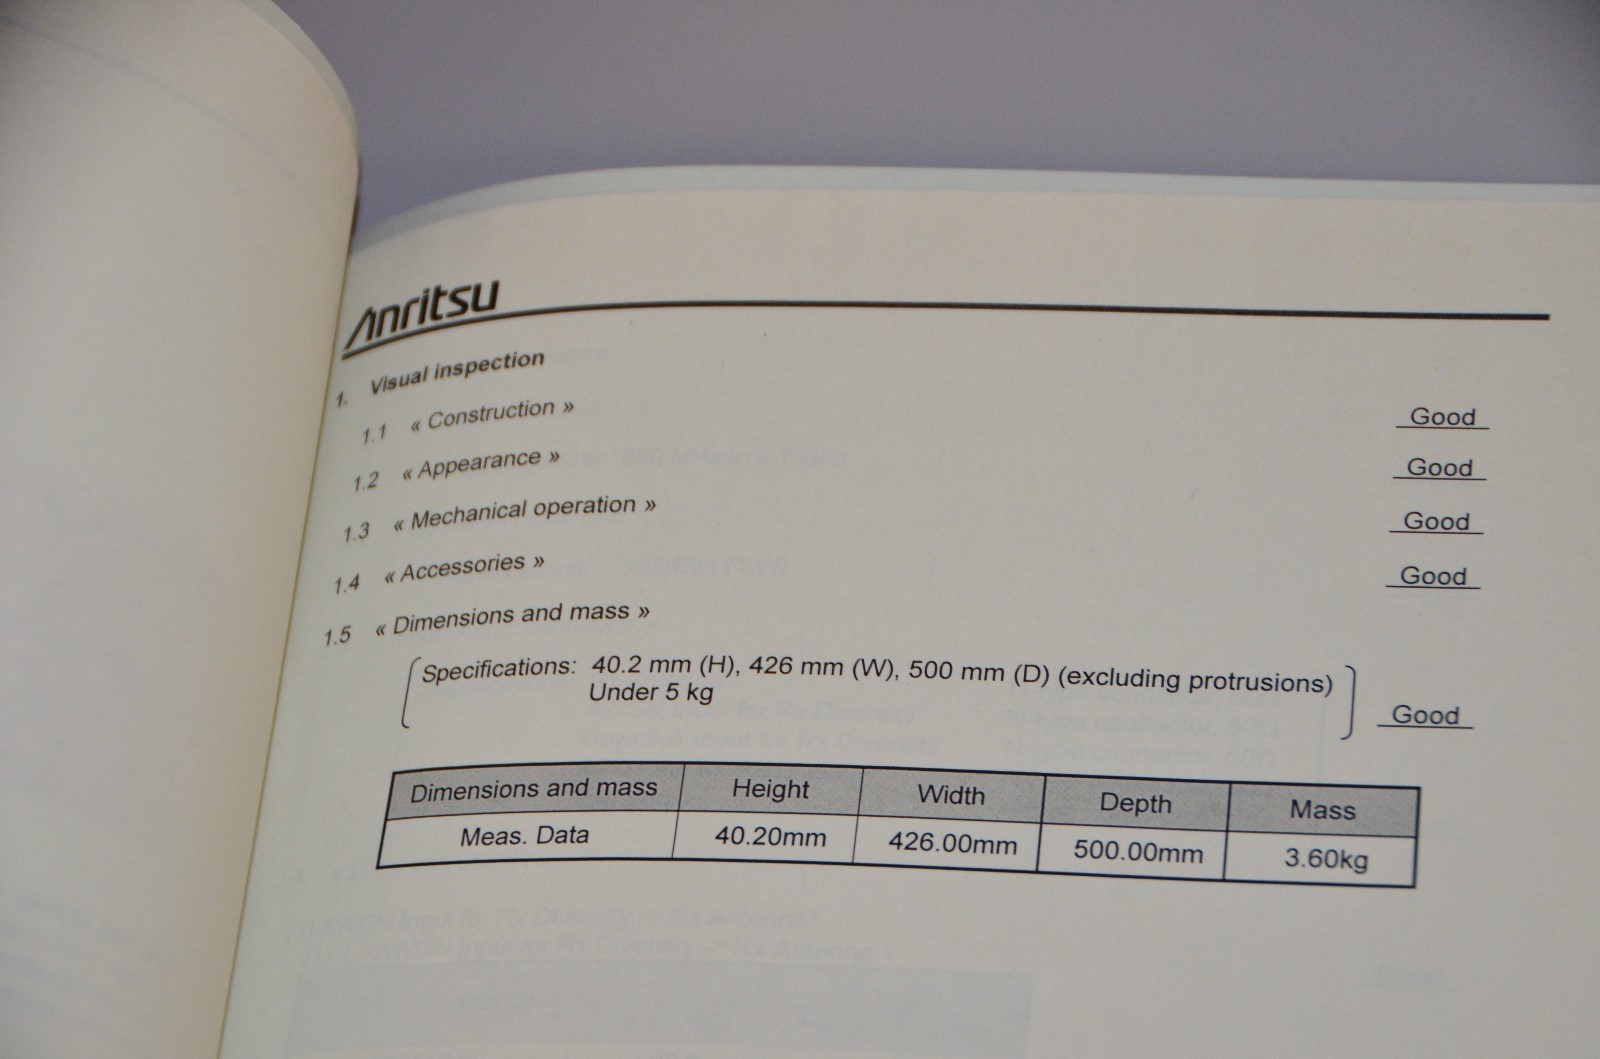 Anritsu
1. Visual inspection
1.1 « Construction » Good
1.2 « Appearance » Good
1.3 « Mechanical operation » Good
1.4 « Accessories » Good
1.5 « Dimensions and mass »
Specifications: 40.2 mm (H), 426 mm (W), 500 mm (D) (excluding protrusions)
Under 5 kg
Good
Dimensions and mass Height Width Depth Mass
Meas. Data 40.20mm 426.00mm 500.00mm 3.60kg